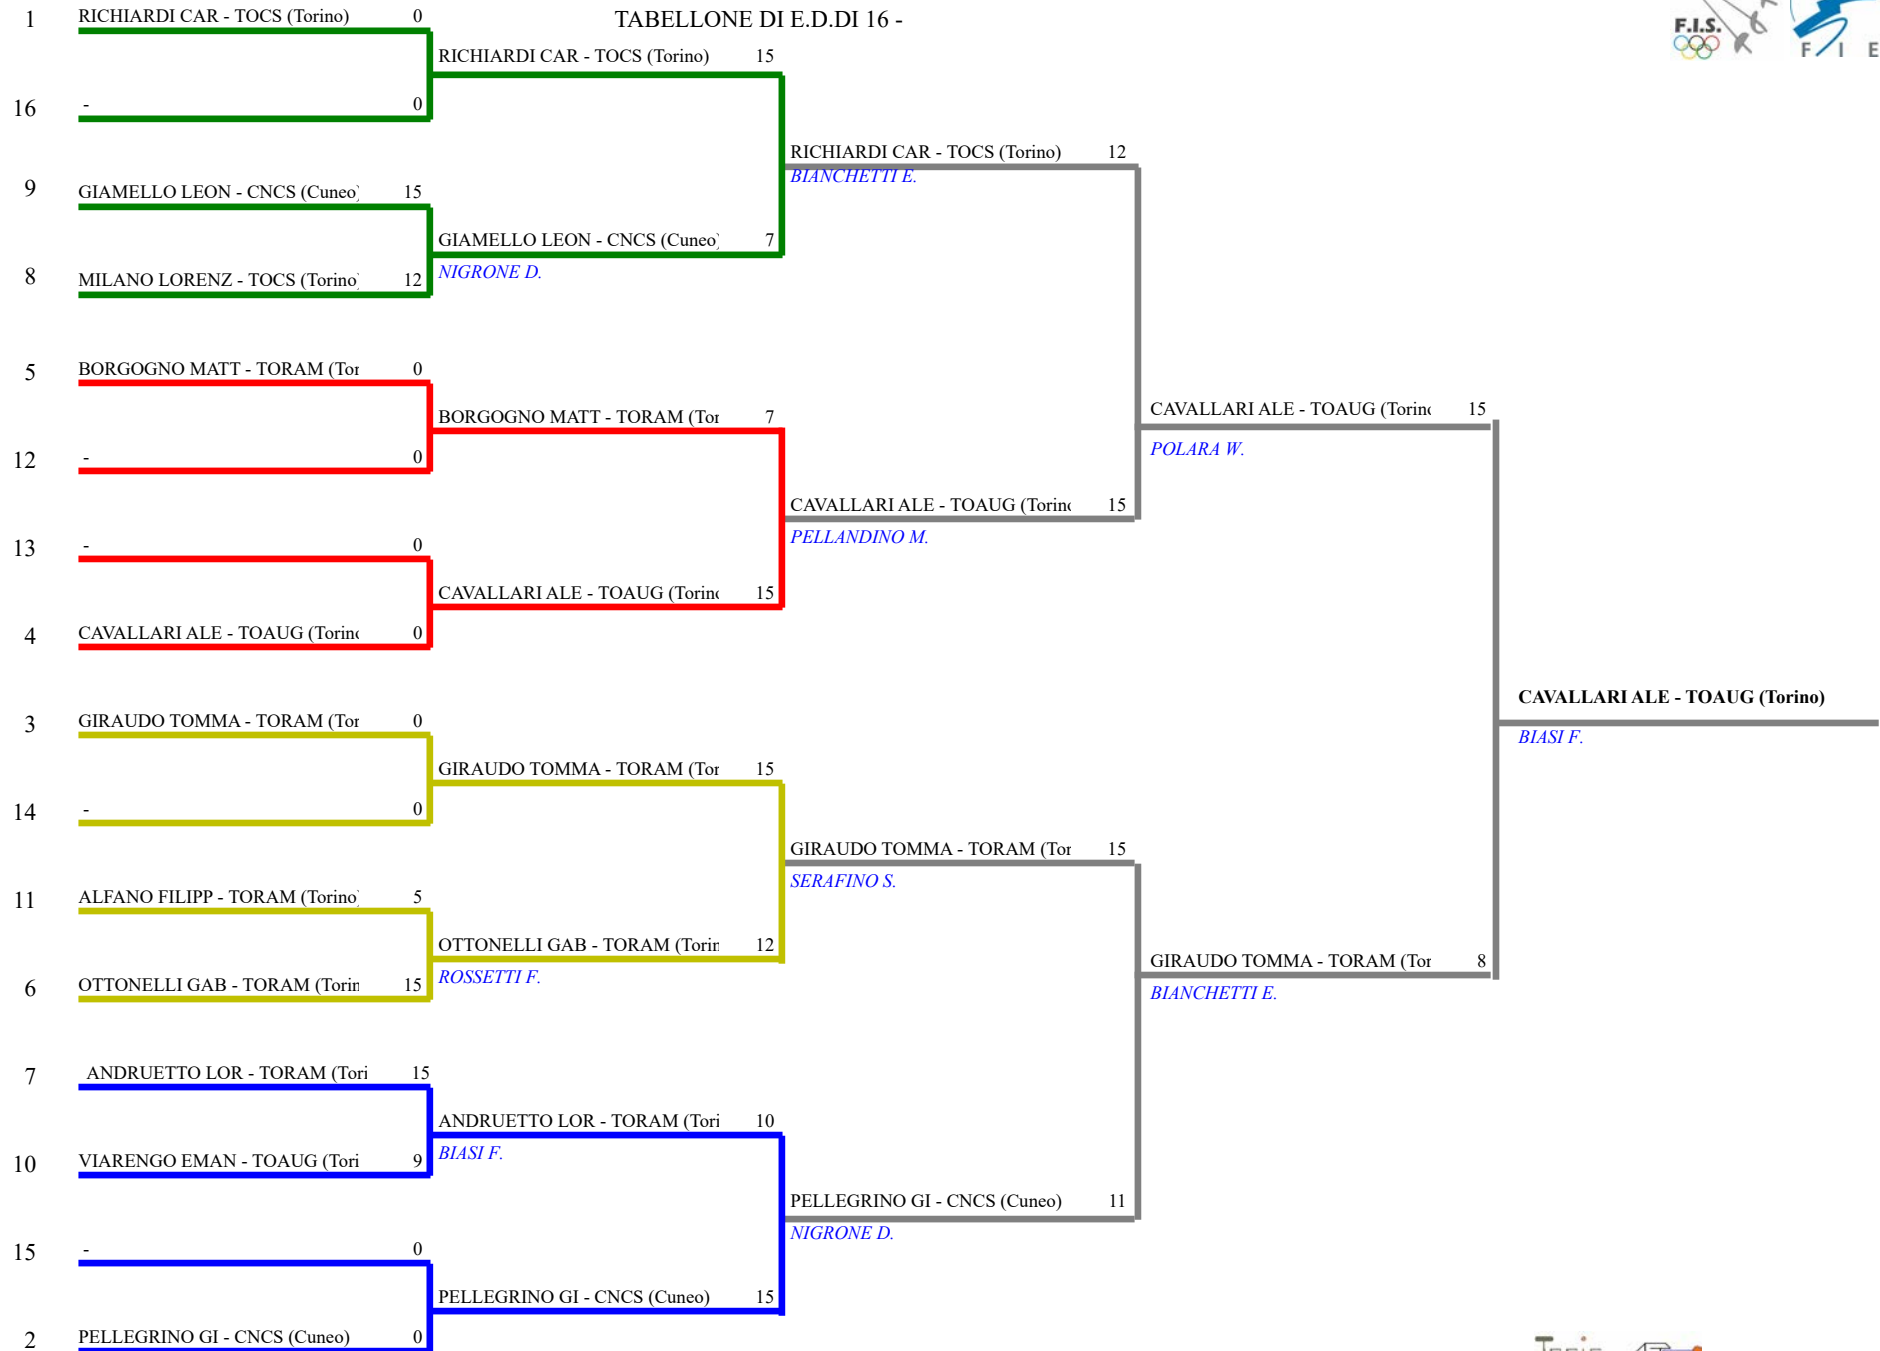 TABELLONE DI E.D.DI 16 -
F.I.S.
F I E
1 RICHIARDI CAR - TOCS (Torino) 0
RICHIARDI CAR - TOCS (Torino) 15
16 - 0
RICHIARDI CAR - TOCS (Torino) 12
BIANCHETTI E.
9 GIAMELLO LEON - CNCS (Cuneo) 15
GIAMELLO LEON - CNCS (Cuneo) 7
NIGRONE D.
8 MILANO LORENZ - TOCS (Torino) 12
5 BORGOGNO MATT - TORAM (Tor 0
BORGOGNO MATT - TORAM (Tor 7
CAVALLARI ALE - TOAUG (Torino 15
POLARA W.
12 - 0
CAVALLARI ALE - TOAUG (Torino 15
PELLANDINO M.
13 - 0
CAVALLARI ALE - TOAUG (Torino 15
4 CAVALLARI ALE - TOAUG (Torino 0
CAVALLARI ALE - TOAUG (Torino)
BIASI F.
3 GIRAUDO TOMMA - TORAM (Tor 0
GIRAUDO TOMMA - TORAM (Tor 15
14 - 0
GIRAUDO TOMMA - TORAM (Tor 15
SERAFINO S.
11 ALFANO FILIPP - TORAM (Torino) 5
OTTONELLI GAB - TORAM (Torin 12
ROSSETTI F.
GIRAUDO TOMMA - TORAM (Tor 8
BIANCHETTI E.
6 OTTONELLI GAB - TORAM (Torin 15
7 ANDRUETTO LOR - TORAM (Tori 15
ANDRUETTO LOR - TORAM (Tori 10
BIASI F.
10 VIARENGO EMAN - TOAUG (Tori 9
PELLEGRINO GI - CNCS (Cuneo) 11
NIGRONE D.
15 - 0
PELLEGRINO GI - CNCS (Cuneo) 15
2 PELLEGRINO GI - CNCS (Cuneo) 0